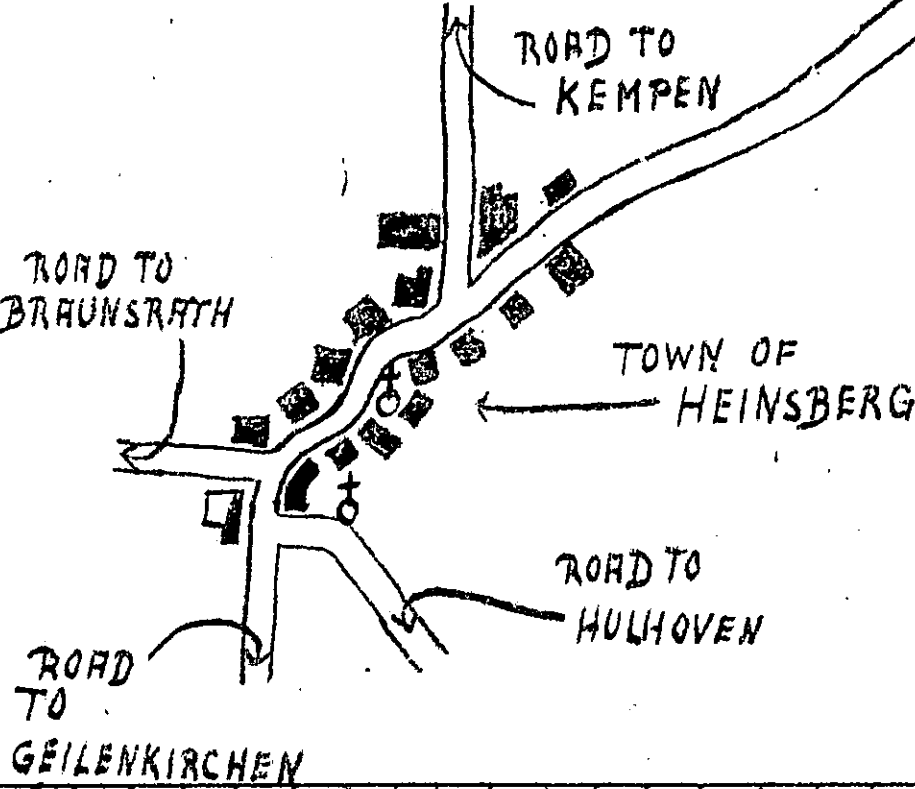 ROAD TO
KEMPEN
ROAD TO
BRAUNSRATH
TOWN OF
HEINSBERG
ROAD TO
HULHOVEN
ROAD
TO
GEILENKIRCHEN